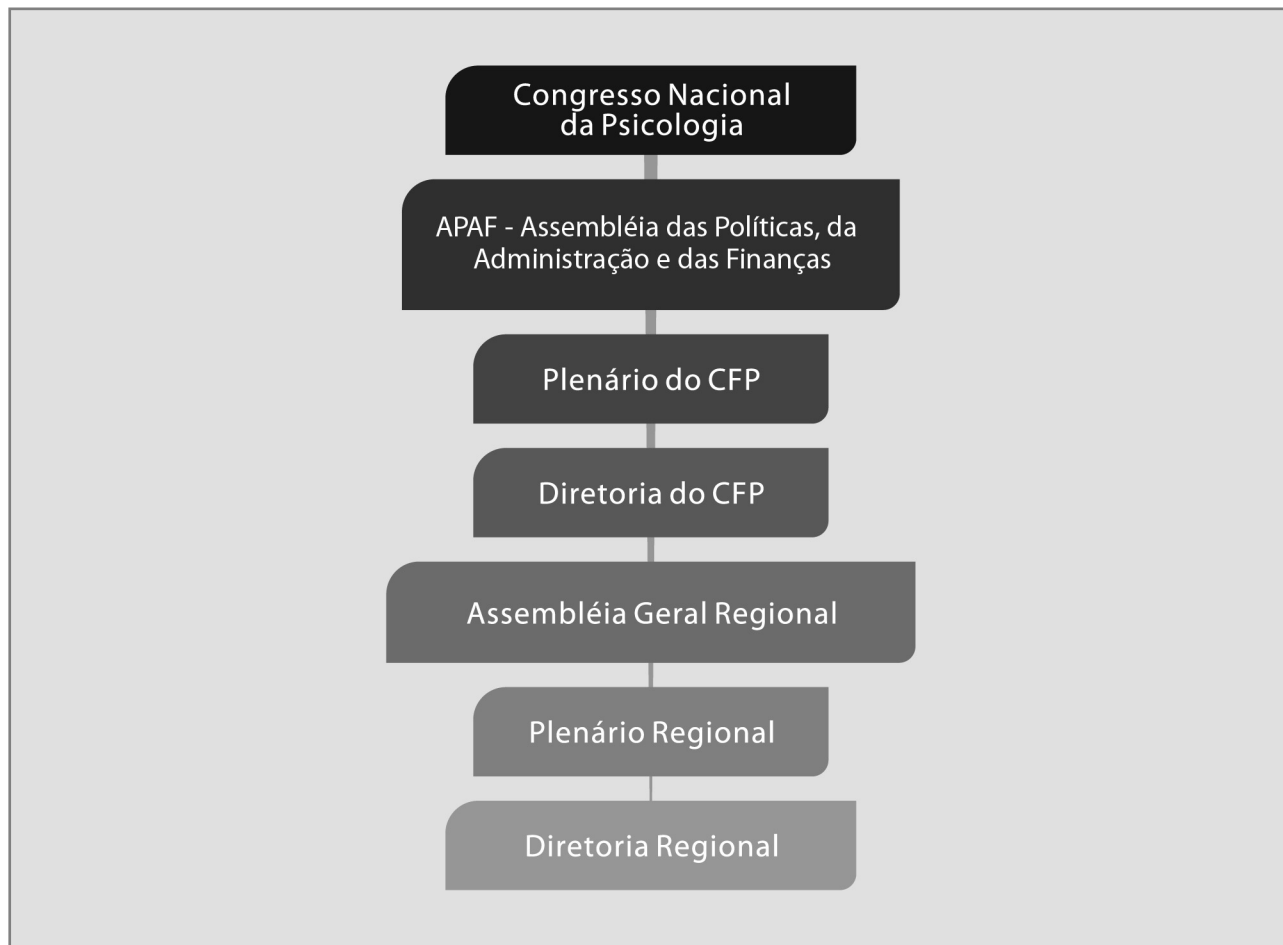 Congresso Nacional
da Psicologia
APAF - Assembléia das Políticas, da
Administração e das Finanças
Plenário do CFP
Diretoria do CFP
Assembléia Geral Regional
Plenário Regional
Diretoria Regional